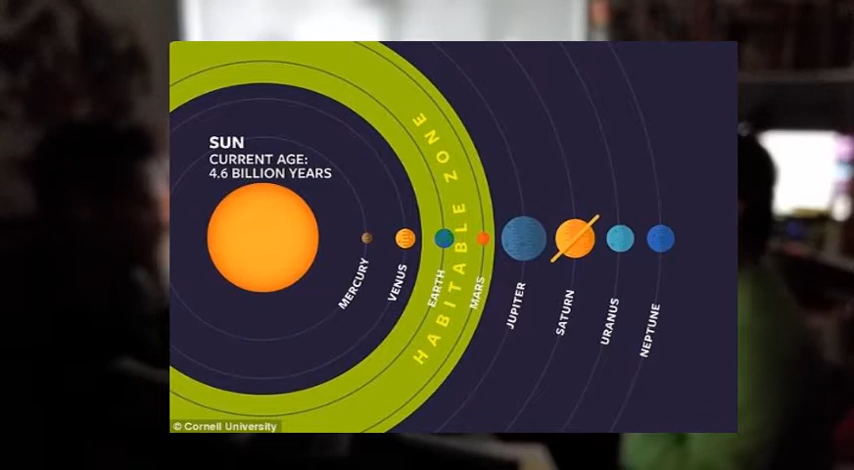 SUN
CURRENT AGE:
4.6 BILLION YEARS
HABITABLE ZONE
MERCURY
VENUS
EARTH
MARS
JUPITER
SATURN
URANUS
NEPTUNE
© Cornell University